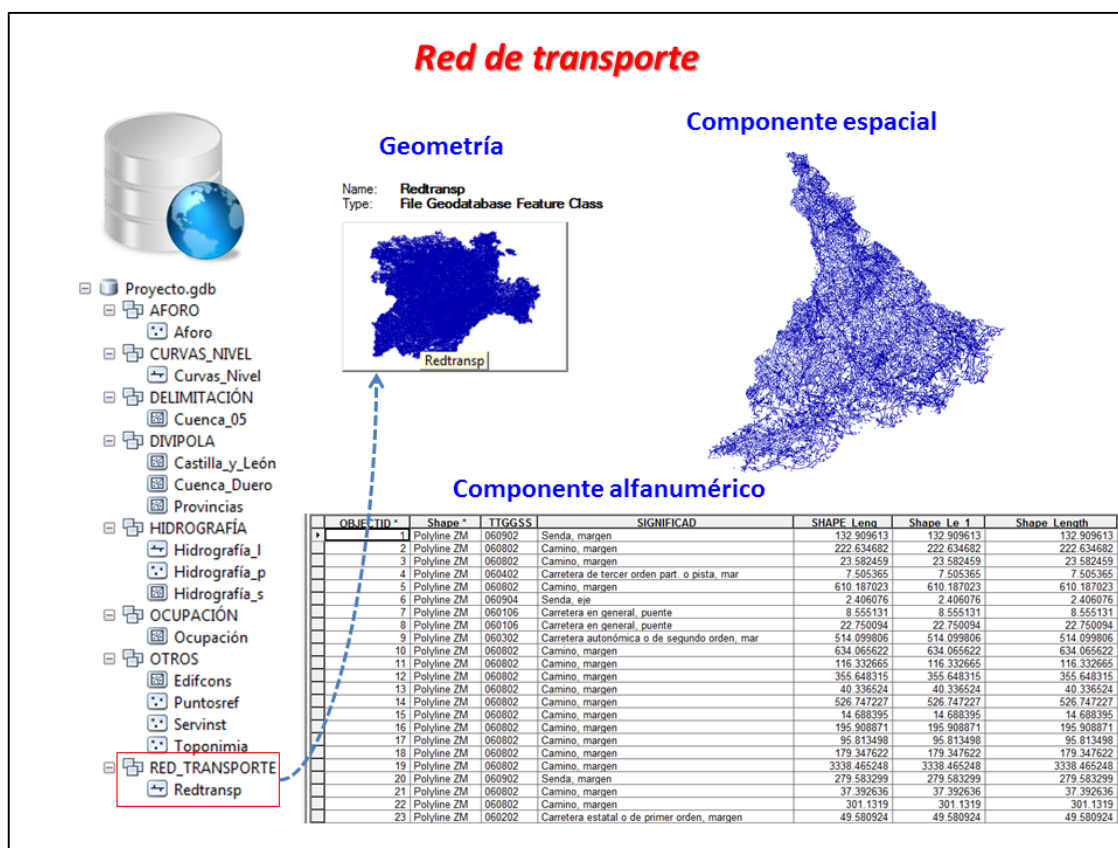 Red de transporte
Geometría
Componente espacial
Name: Redtransp
Type: File Geodatabase Feature Class
Redtransp
Proyecto.gdb
AFORO
Aforo
CURVAS_NIVEL
Curvas_Nivel
DELIMITACIÓN
Cuenca_05
DIVIPOLA
Castilla_y_León
Cuenca_Duero
Provincias
HIDROGRAFÍA
Hidrografía_l
Hidrografía_p
Hidrografía_s
OCUPACIÓN
Ocupación
OTROS
Edifcons
Puntosref
Servinst
Toponimia
RED_TRANSPORTE
Redtransp
Componente alfanumérico
OBJECTID * Shape * TTGGSS SIGNIFICAD SHAPE_Leng Shape_Le_1 Shape_Length
1 Polyline ZM 060902 Senda, margen 132.909613 132.909613 132.909613
2 Polyline ZM 060802 Camino, margen 222.634682 222.634682 222.634682
3 Polyline ZM 060802 Camino, margen 23.582459 23.582459 23.582459
4 Polyline ZM 060402 Carretera de tercer orden part. o pista, mar 7.505365 7.505365 7.505365
5 Polyline ZM 060802 Camino, margen 610.187023 610.187023 610.187023
6 Polyline ZM 060904 Senda, eje 2.406076 2.406076 2.406076
7 Polyline ZM 060106 Carretera en general, puente 8.555131 8.555131 8.555131
8 Polyline ZM 060106 Carretera en general, puente 22.750094 22.750094 22.750094
9 Polyline ZM 060302 Carretera autonómica o de segundo orden, mar 514.099806 514.099806 514.099806
10 Polyline ZM 060802 Camino, margen 634.065622 634.065622 634.065622
11 Polyline ZM 060802 Camino, margen 116.332665 116.332665 116.332665
12 Polyline ZM 060802 Camino, margen 355.648315 355.648315 355.648315
13 Polyline ZM 060802 Camino, margen 40.336524 40.336524 40.336524
14 Polyline ZM 060802 Camino, margen 526.747227 526.747227 526.747227
15 Polyline ZM 060802 Camino, margen 14.688395 14.688395 14.688395
16 Polyline ZM 060802 Camino, margen 195.908871 195.908871 195.908871
17 Polyline ZM 060802 Camino, margen 95.813498 95.813498 95.813498
18 Polyline ZM 060802 Camino, margen 179.347622 179.347622 179.347622
19 Polyline ZM 060802 Camino, margen 3338.465248 3338.465248 3338.465248
20 Polyline ZM 060902 Senda, margen 279.583299 279.583299 279.583299
21 Polyline ZM 060802 Camino, margen 37.392636 37.392636 37.392636
22 Polyline ZM 060802 Camino, margen 301.1319 301.1319 301.1319
23 Polyline ZM 060202 Carretera estatal o de primer orden, margen 49.580924 49.580924 49.580924